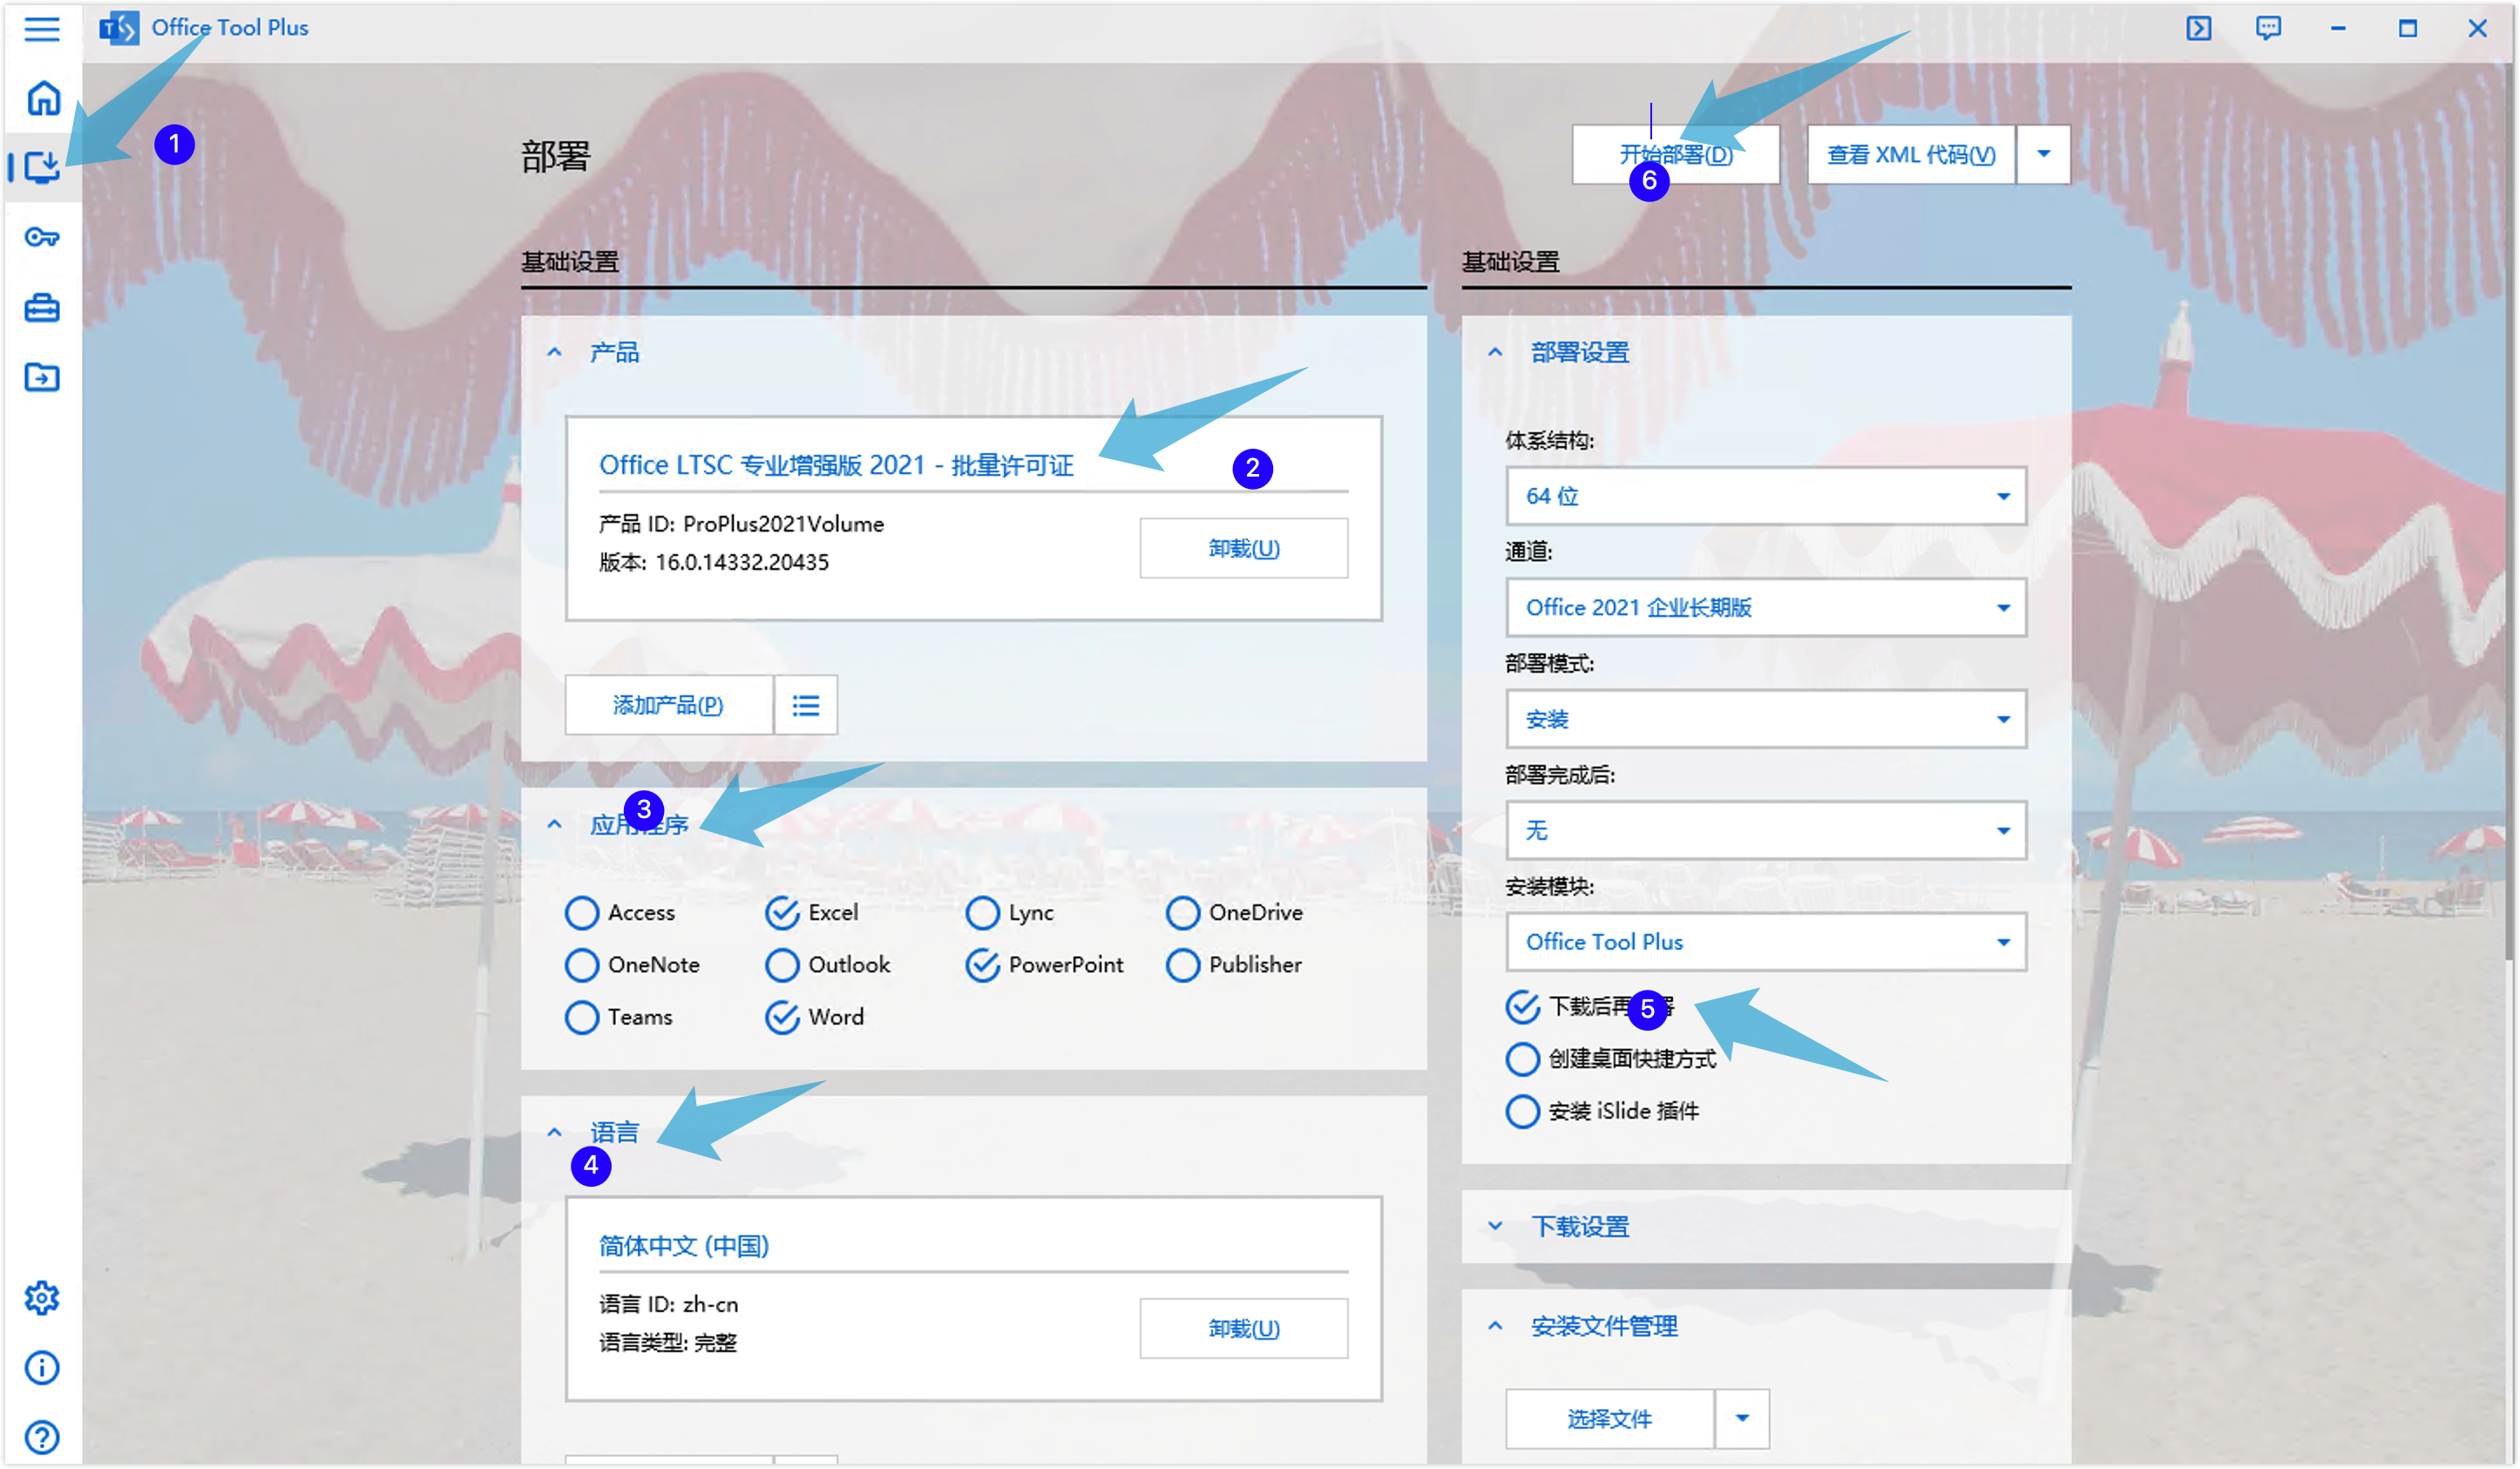 Office Tool Plus
1
部署
开始部署(D)
6
查看 XML 代码(V)
基础设置
产品
Office LTSC 专业增强版 2021 - 批量许可证
2
产品 ID: ProPlus2021Volume
版本: 16.0.14332.20435
卸载(U)
添加产品(P)
3
应用程序
Access
Excel
Lync
OneDrive
OneNote
Outlook
PowerPoint
Publisher
Teams
Word
语言
4
简体中文 (中国)
语言 ID: zh-cn
语言类型: 完整
卸载(U)
基础设置
部署设置
体系结构:
64 位
通道:
Office 2021 企业长期版
部署模式:
安装
部署完成后:
无
安装模块:
Office Tool Plus
下载后再部署
5
创建桌面快捷方式
安装 iSlide 插件
下载设置
安装文件管理
选择文件